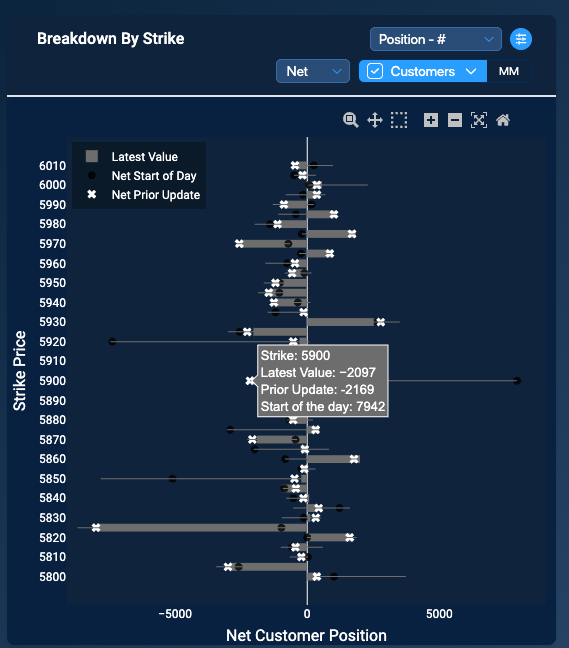 Breakdown By Strike
Position - #
Net
Customers
MM
Latest Value
Net Start of Day
Net Prior Update
6010
6000
5990
5980
5970
5960
5950
5940
5930
5920
5910
5900
5890
5880
5870
5860
5850
5840
5830
5820
5810
5800
Strike: 5900
Latest Value: −2097
Prior Update: -2169
Start of the day: 7942
Strike Price
−5000
0
5000
Net Customer Position